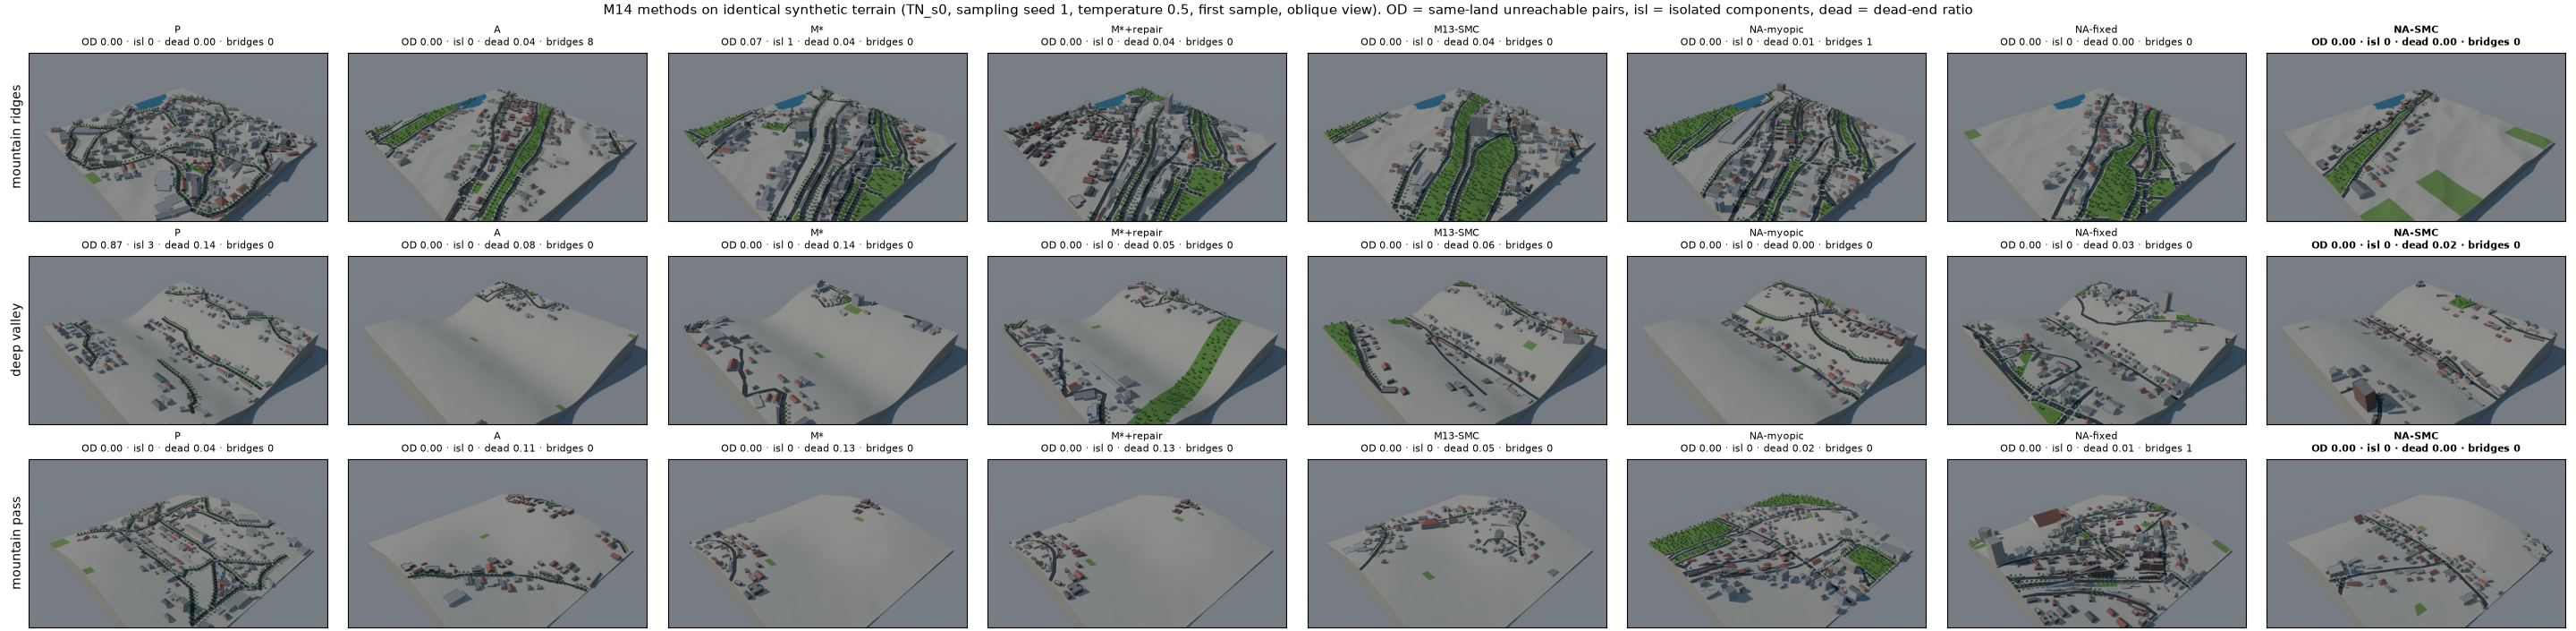 M14 methods on identical synthetic terrain (TN_s0, sampling seed 1, temperature 0.5, first sample, oblique view). OD = same-land unreachable pairs, isl = isolated components, dead = dead-end ratio
mountain ridges
P
OD 0.00 · isl 0 · dead 0.00 · bridges 0
A
OD 0.00 · isl 0 · dead 0.04 · bridges 8
M*
OD 0.07 · isl 1 · dead 0.04 · bridges 0
M*+repair
OD 0.00 · isl 0 · dead 0.04 · bridges 0
M13-SMC
OD 0.00 · isl 0 · dead 0.04 · bridges 0
NA-myopic
OD 0.00 · isl 0 · dead 0.01 · bridges 1
NA-fixed
OD 0.00 · isl 0 · dead 0.00 · bridges 0
NA-SMC
OD 0.00 · isl 0 · dead 0.00 · bridges 0
deep valley
P
OD 0.87 · isl 3 · dead 0.14 · bridges 0
A
OD 0.00 · isl 0 · dead 0.08 · bridges 0
M*
OD 0.00 · isl 0 · dead 0.14 · bridges 0
M*+repair
OD 0.00 · isl 0 · dead 0.05 · bridges 0
M13-SMC
OD 0.00 · isl 0 · dead 0.06 · bridges 0
NA-myopic
OD 0.00 · isl 0 · dead 0.00 · bridges 0
NA-fixed
OD 0.00 · isl 0 · dead 0.03 · bridges 0
NA-SMC
OD 0.00 · isl 0 · dead 0.02 · bridges 0
mountain pass
P
OD 0.00 · isl 0 · dead 0.04 · bridges 0
A
OD 0.00 · isl 0 · dead 0.11 · bridges 0
M*
OD 0.00 · isl 0 · dead 0.13 · bridges 0
M*+repair
OD 0.00 · isl 0 · dead 0.13 · bridges 0
M13-SMC
OD 0.00 · isl 0 · dead 0.05 · bridges 0
NA-myopic
OD 0.00 · isl 0 · dead 0.02 · bridges 0
NA-fixed
OD 0.00 · isl 0 · dead 0.01 · bridges 1
NA-SMC
OD 0.00 · isl 0 · dead 0.00 · bridges 0